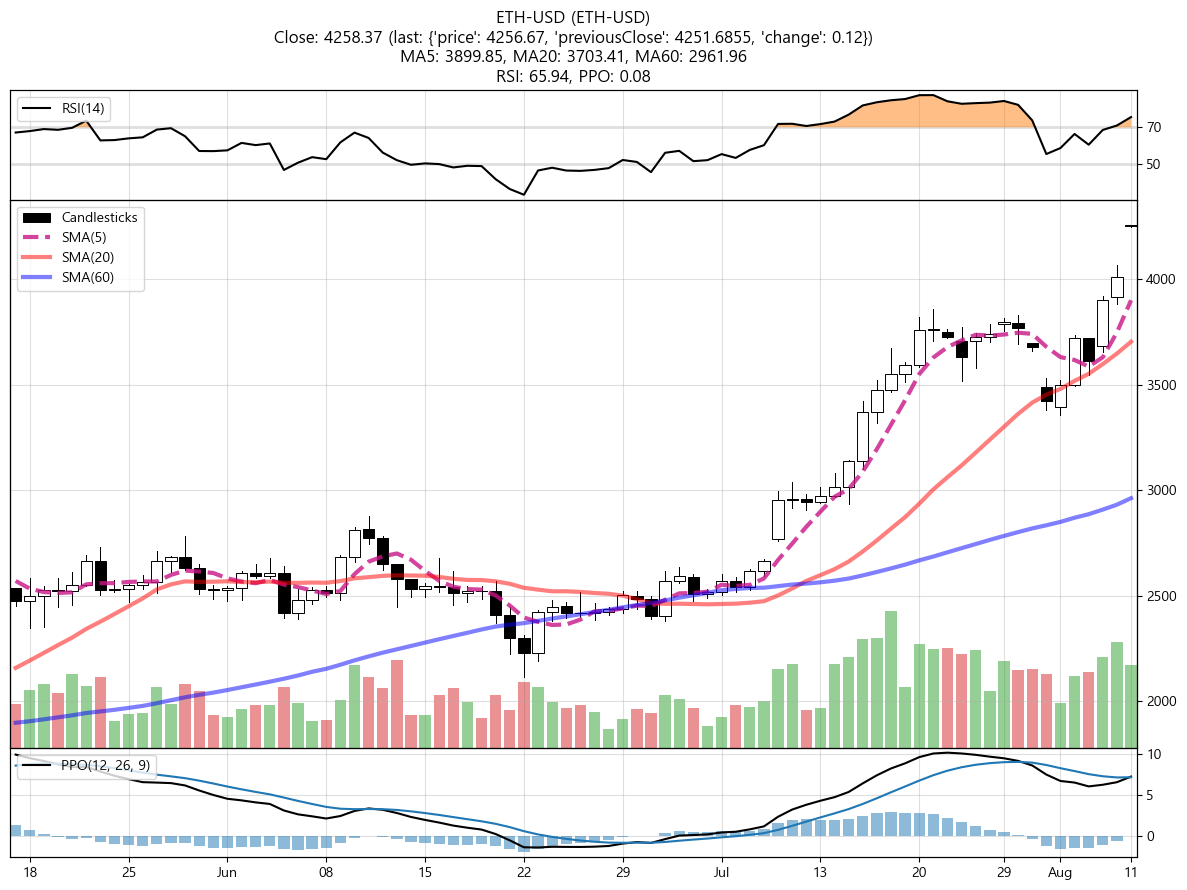 ETH-USD (ETH-USD)
Close: 4258.37 (last: {'price': 4256.67, 'previousClose': 4251.6855, 'change': 0.12})
MA5: 3899.85, MA20: 3703.41, MA60: 2961.96
RSI: 65.94, PPO: 0.08
RSI(14)
70
50
Candlesticks
SMA(5)
SMA(20)
SMA(60)
4000
3500
3000
2500
2000
PPO(12, 26, 9)
10
5
0
18 25 Jun 08 15 22 29 Jul 13 20 29 Aug 11